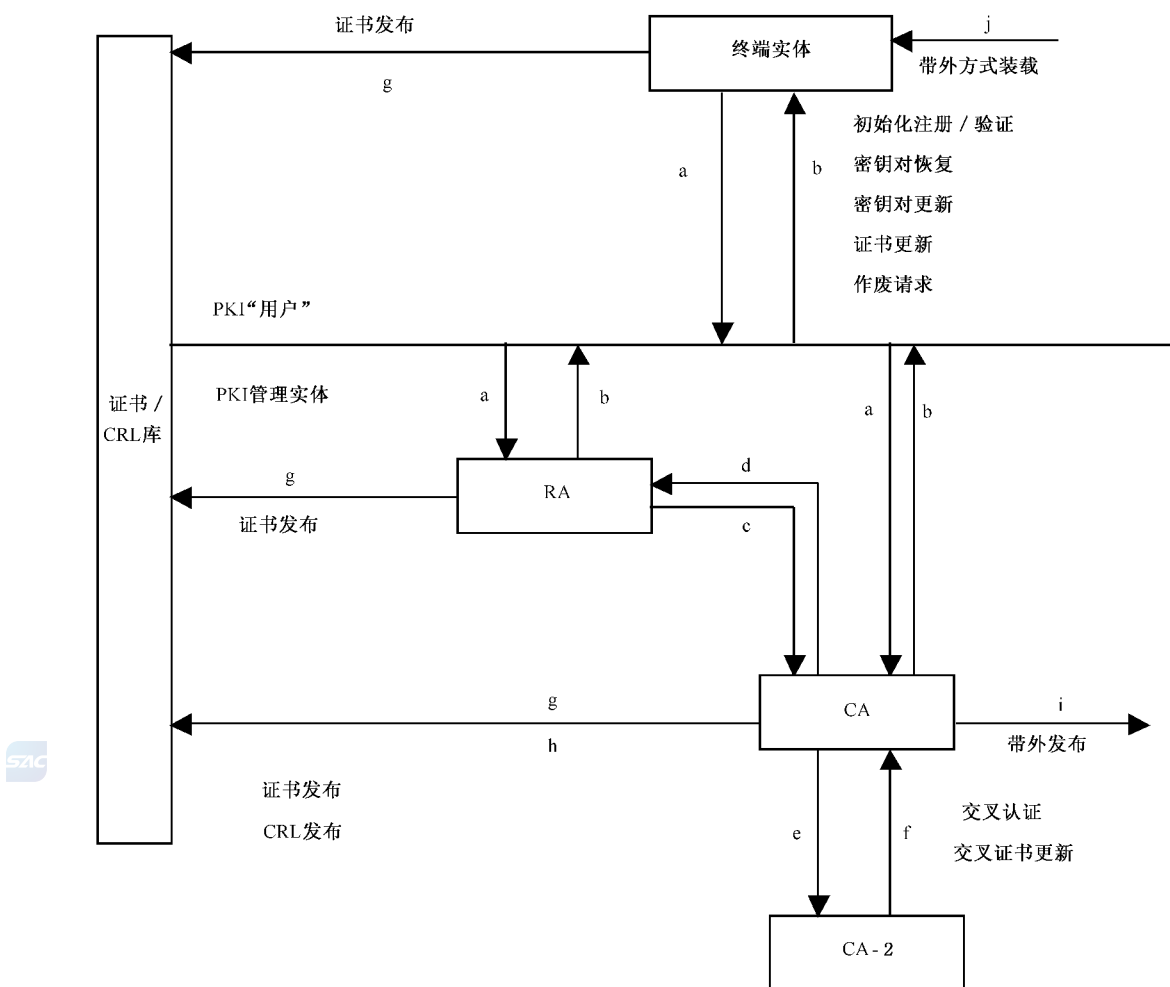 证书发布
g
终端实体
j
带外方式装载
初始化注册 / 验证
密钥对恢复
密钥对更新
证书更新
作废请求
a
b
PKI“用户”
PKI管理实体
证书 /
CRL库
a
b
a
b
g
证书发布
RA
d
c
g
h
证书发布
CRL发布
CA
i
带外发布
e
f
交叉认证
交叉证书更新
CA-2
SAC